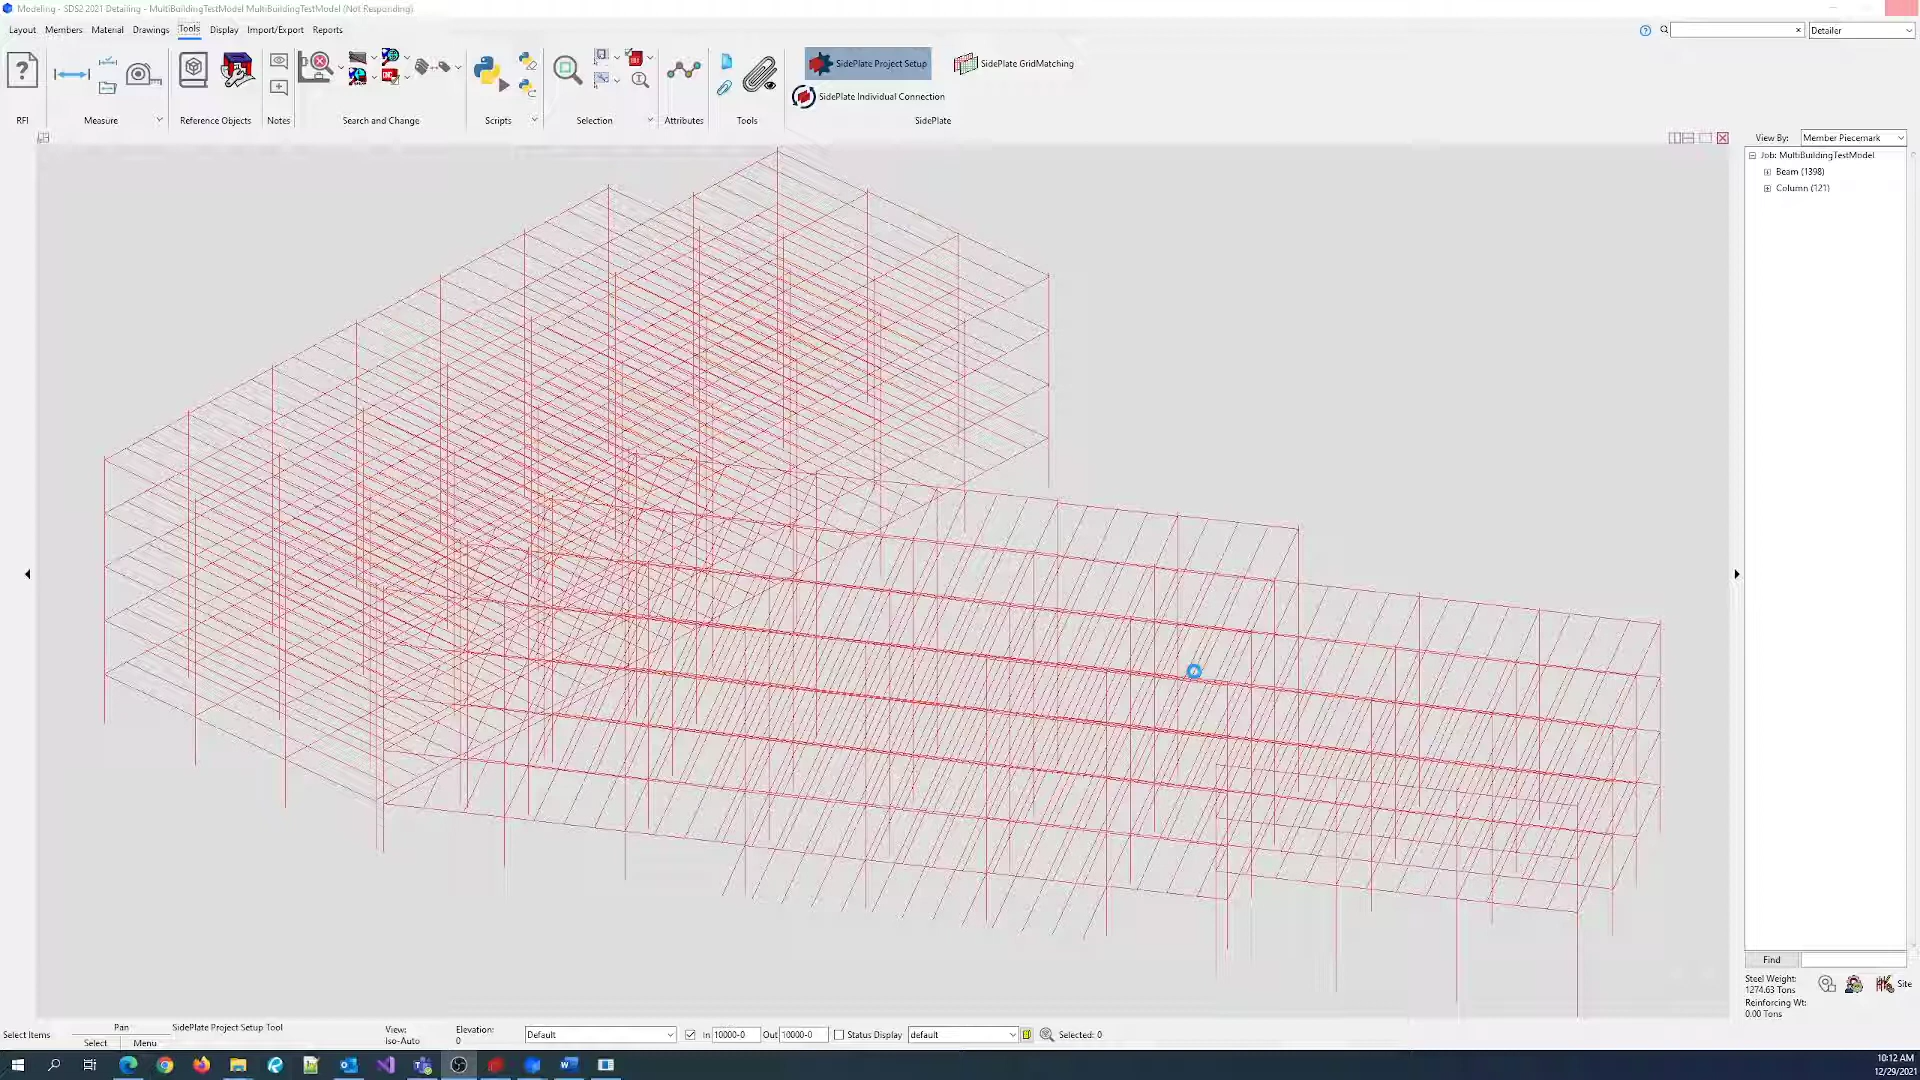 Modeling - SDS2 2021 Detailing - MultiBuildingTestModel MultiBuildingTestModel (Not Responding)
Layout Members Material Drawings Tools Display Import/Export Reports
Detailer
SidePlate Project Setup SidePlate GridMatching
SidePlate Individual Connection
RFI Measure Reference Objects Notes Search and Change Scripts Selection Attributes Tools SidePlate
View By: Member Piecemark
Job: MultiBuildingTestModel
Beam (1398)
Column (121)
Find
Steel Weight:
1274.63 Tons
Site
Reinforcing Wt:
0.00 Tons
Select Items Pan SidePlate Project Setup Tool
Select Menu
View:
Iso-Auto
Elevation:
0
Default In 10000-0 Out 10000-0 Status Display default Selected: 0
10:12 AM
12/29/2021